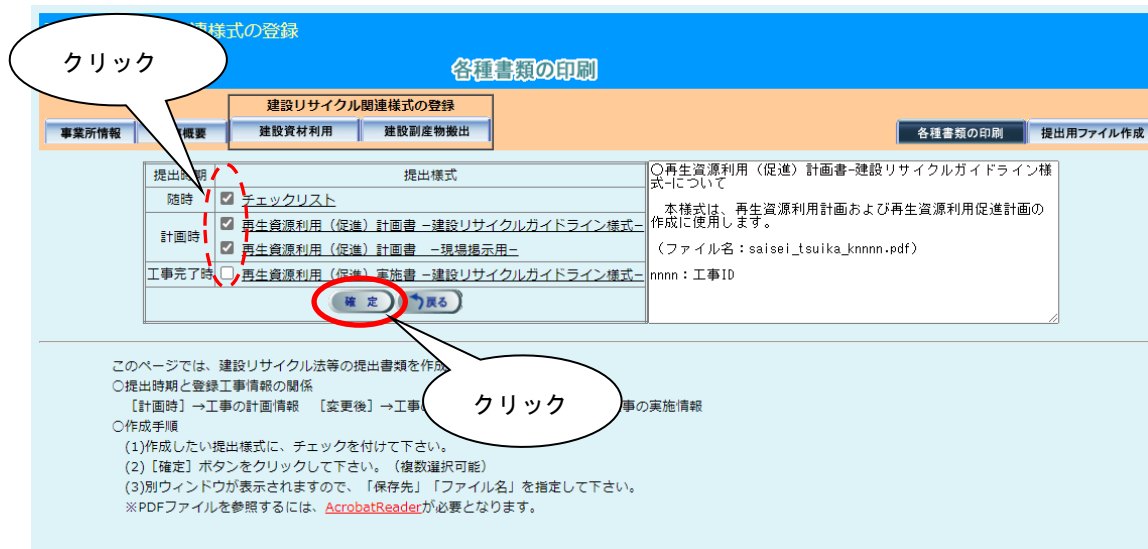 様式の登録
クリック
各種書類の印刷
建設リサイクル関連様式の登録
事業所情報
概要
建設資材利用
建設副産物搬出
各種書類の印刷
提出用ファイル作成
提出時期
提出様式
随時
チェックリスト
計画時
再生資源利用(促進)計画書 −建設リサイクルガイドライン様式−
再生資源利用(促進)計画書 −現場掲示用−
工事完了時
再生資源利用(促進)実施書 −建設リサイクルガイドライン様式−
確 定
戻る
○再生資源利用(促進)計画書−建設リサイクルガイドライン様
式−について
本様式は、再生資源利用計画および再生資源利用促進計画の
作成に使用します。
(ファイル名:saisei_tsuika_knnnn.pdf)
nnnn:工事ID
クリック
このページでは、建設リサイクル法等の提出書類を作成
○提出時期と登録工事情報の関係
[計画時]→工事の計画情報 [変更後]→工事の 事の実施情報
○作成手順
(1)作成したい提出様式に、チェックを付けて下さい。
(2)[確定]ボタンをクリックして下さい。(複数選択可能)
(3)別ウィンドウが表示されますので、「保存先」「ファイル名」を指定して下さい。
※PDFファイルを参照するには、AcrobatReaderが必要となります。